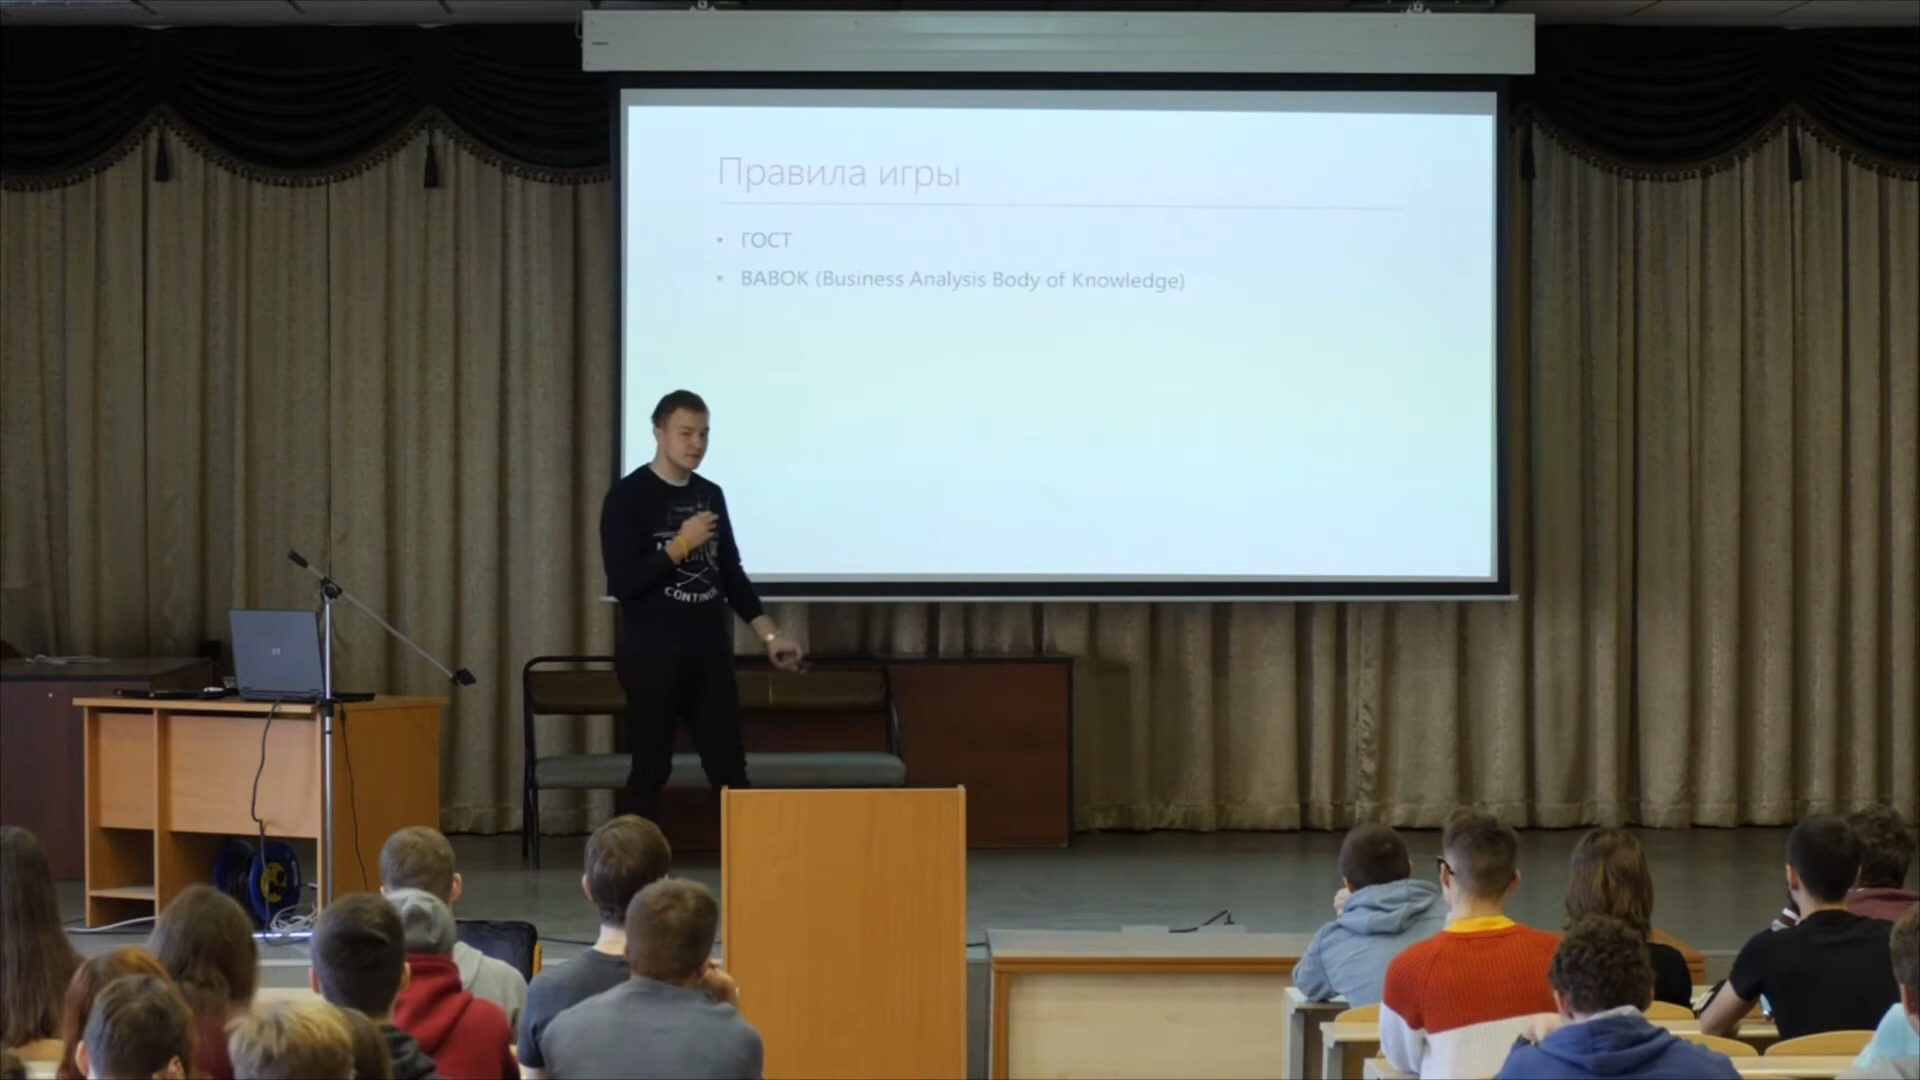 Правила игры
• ГОСТ
• BABOK (Business Analysis Body of Knowledge)